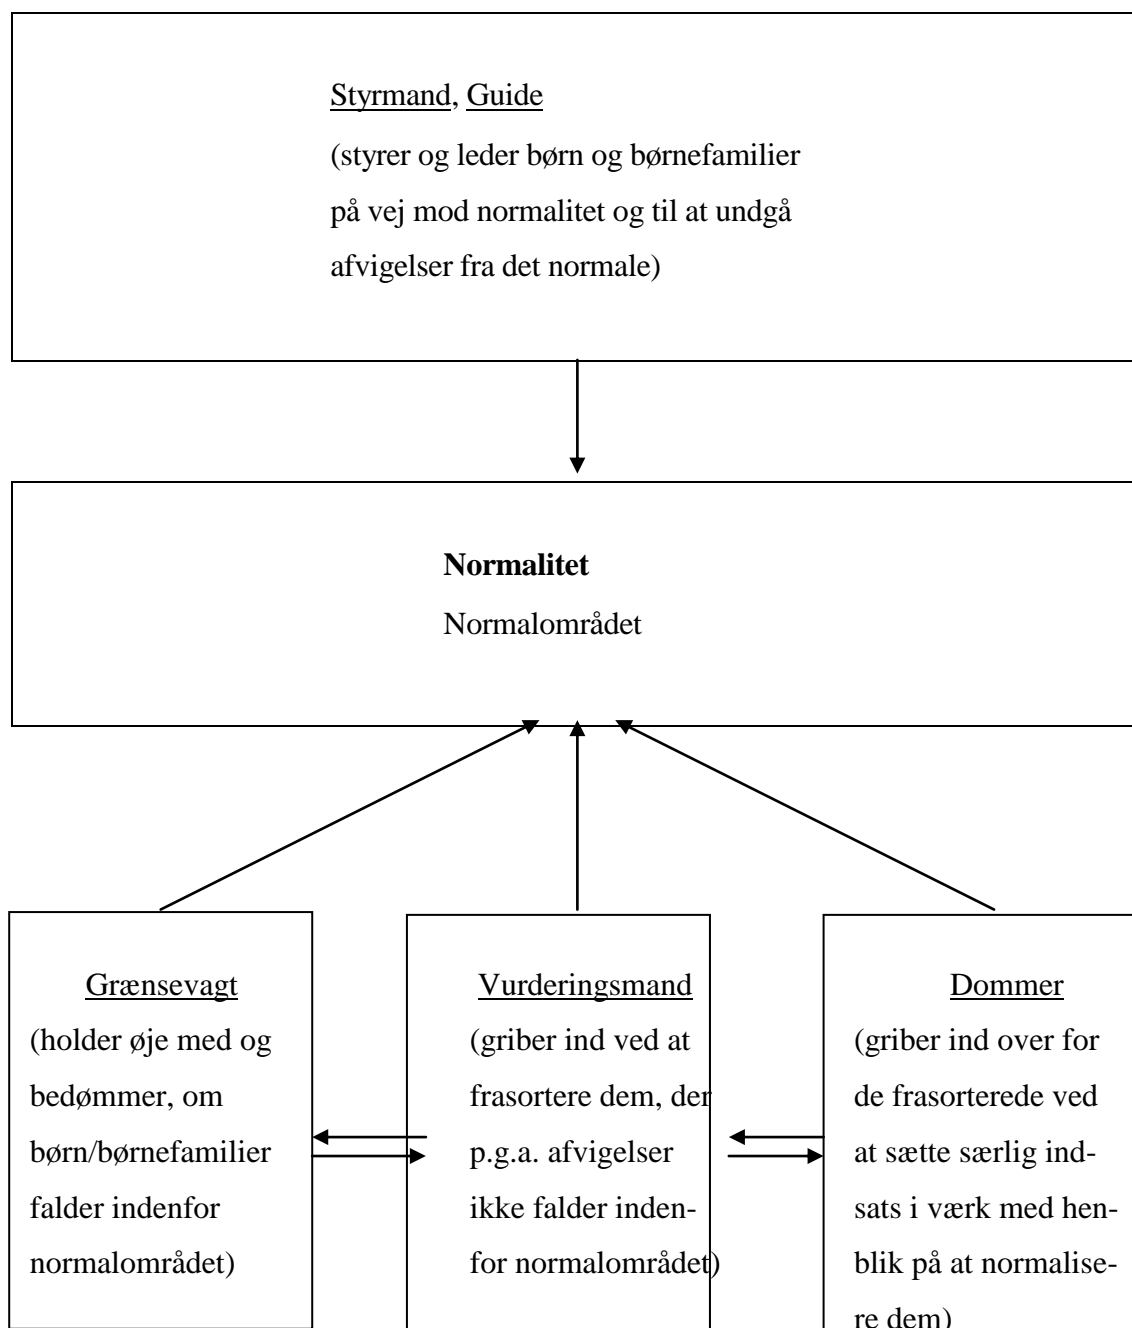 Styrmand, Guide
(styrer og leder børn og børnefamilier
på vej mod normalitet og til at undgå
afvigelser fra det normale)
Normalitet
Normalområdet
Grænsevagt
(holder øje med og
bedømmer, om
børn/børnefamilier
falder indenfor
normalområdet)
Vurderingsmand
(griber ind ved at
frasortere dem, der
p.g.a. afvigelser
ikke falder inden-
for normalområdet)
Dommer
(griber ind over for
de frasorterede ved
at sætte særlig ind-
sats i værk med hen-
blik på at normalise-
re dem)